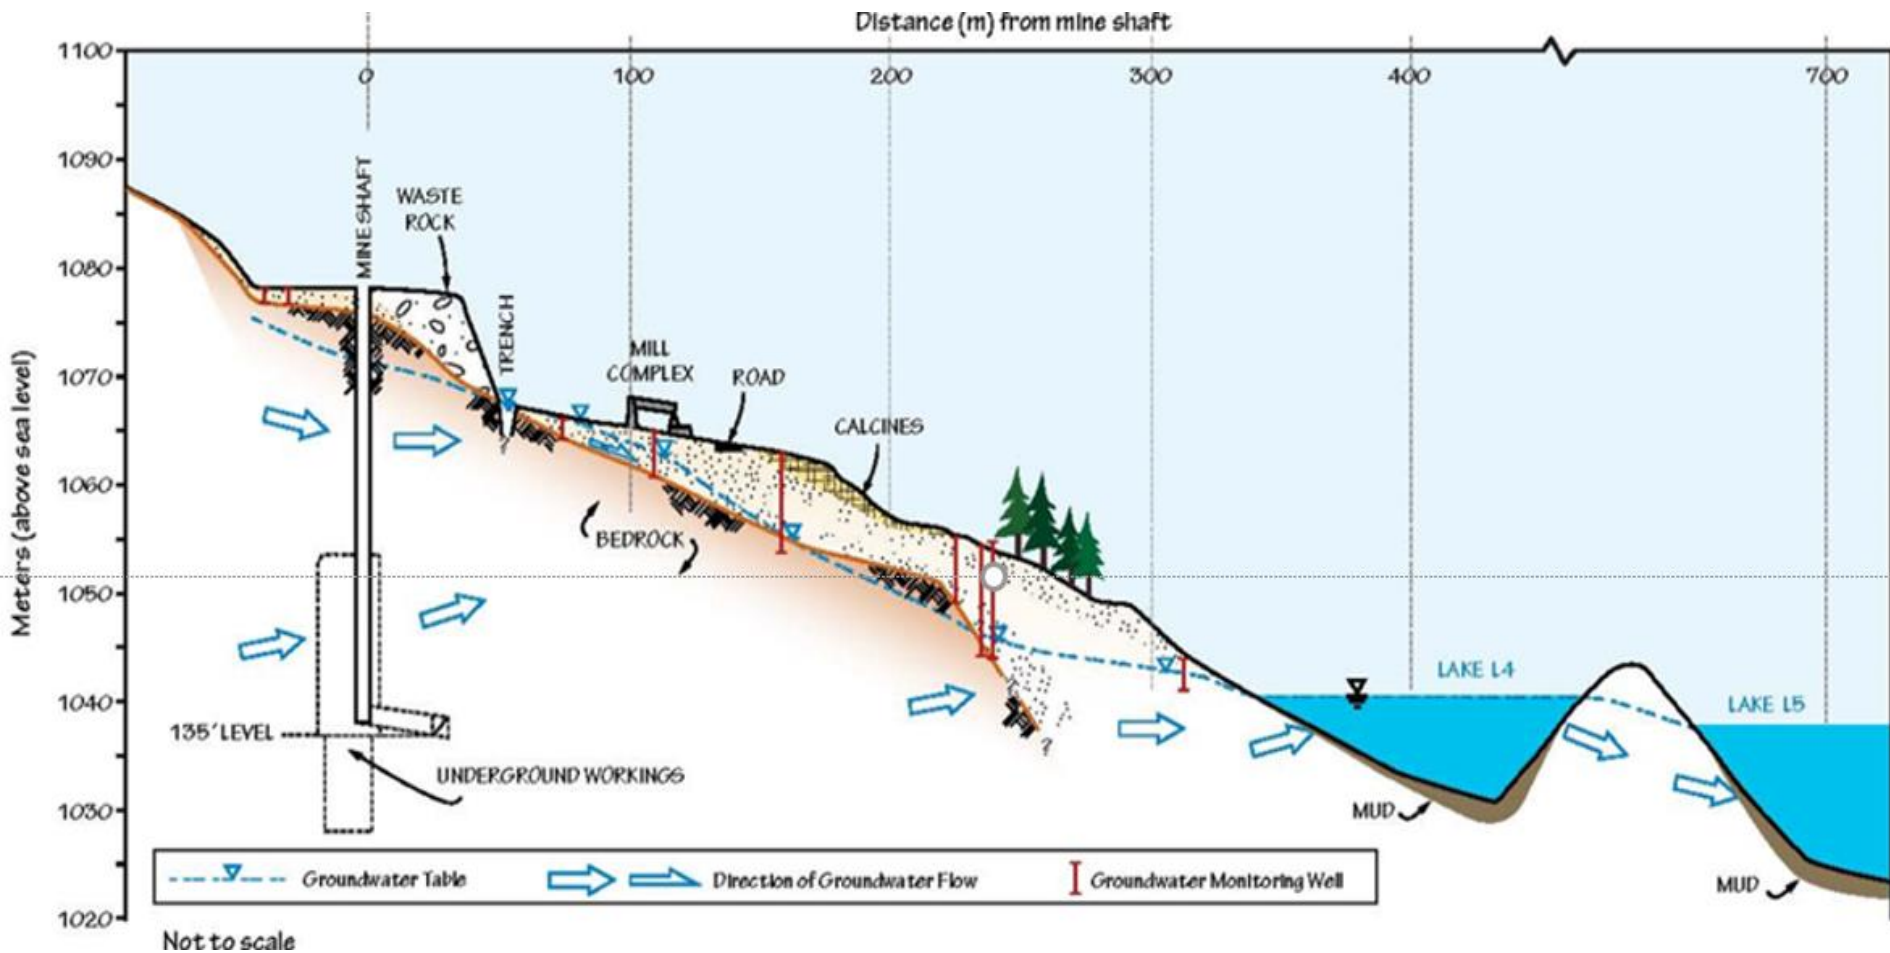 Distance (m) from mine shaft
1100
0
100
200
300
400
700
1090
1080
1070
1060
1050
1040
1030
1020
Meters (above sea level)
MINE SHAFT
WASTE
ROCK
TRENCH
MILL
COMPLEX
ROAD
CALCINES
BEDROCK
?
?
LAKE L4
LAKE L5
135' LEVEL
UNDERGROUND WORKINGS
MUD
MUD
Groundwater Table
Direction of Groundwater Flow
Groundwater Monitoring Well
Not to scale